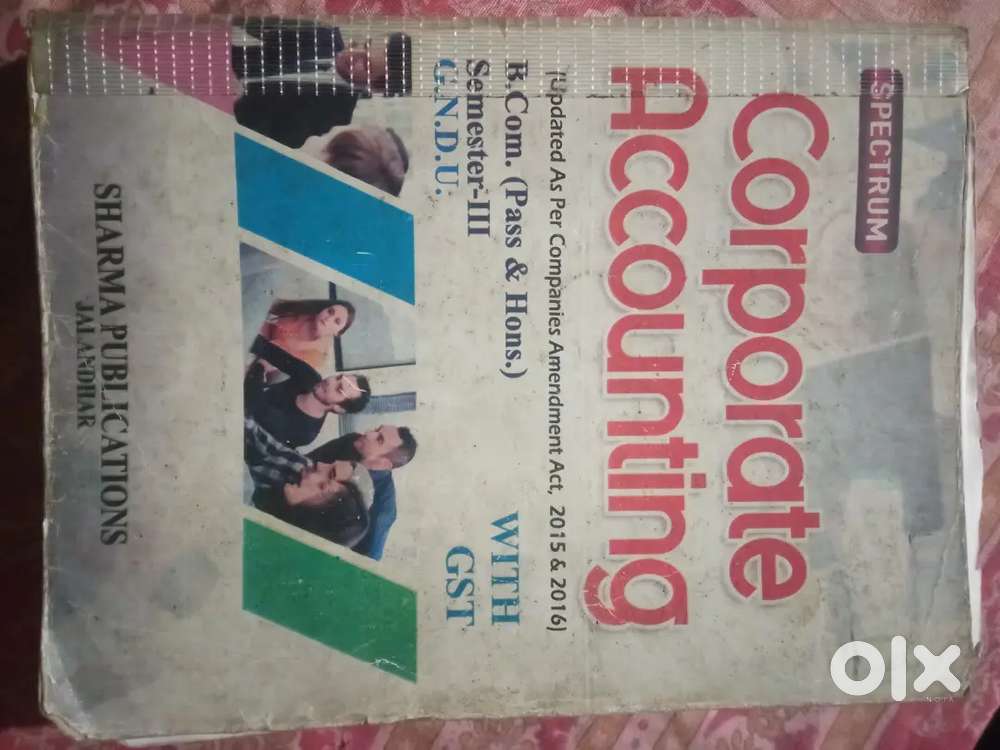 SPECTRUM
Corporate
Accounting
(Updated As Per Companies Amendment Act, 2015 & 2016)
B.Com. (Pass & Hons.)
Semester-III
G.N.D.U.
WITH
GST
SHARMA PUBLICATIONS
JALANDHAR
olx